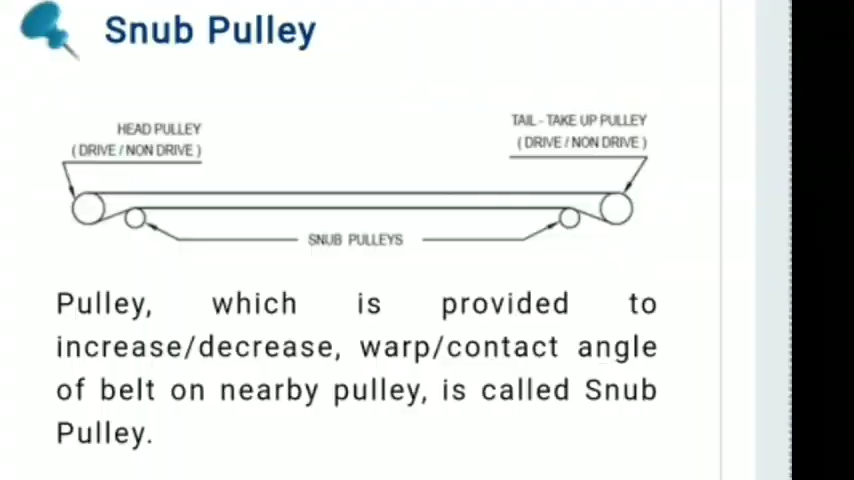 Snub Pulley
HEAD PULLEY
( DRIVE / NON DRIVE )
TAIL - TAKE UP PULLEY
( DRIVE / NON DRIVE )
SNUB PULLEYS
Pulley, which is provided to
increase/decrease, warp/contact angle
of belt on nearby pulley, is called Snub
Pulley.